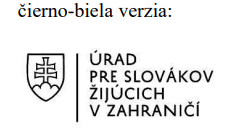 čierno-biela verzia:
ÚRAD
PRE SLOVÁKOV
ŽIJÚCICH
V ZAHRANIČÍ